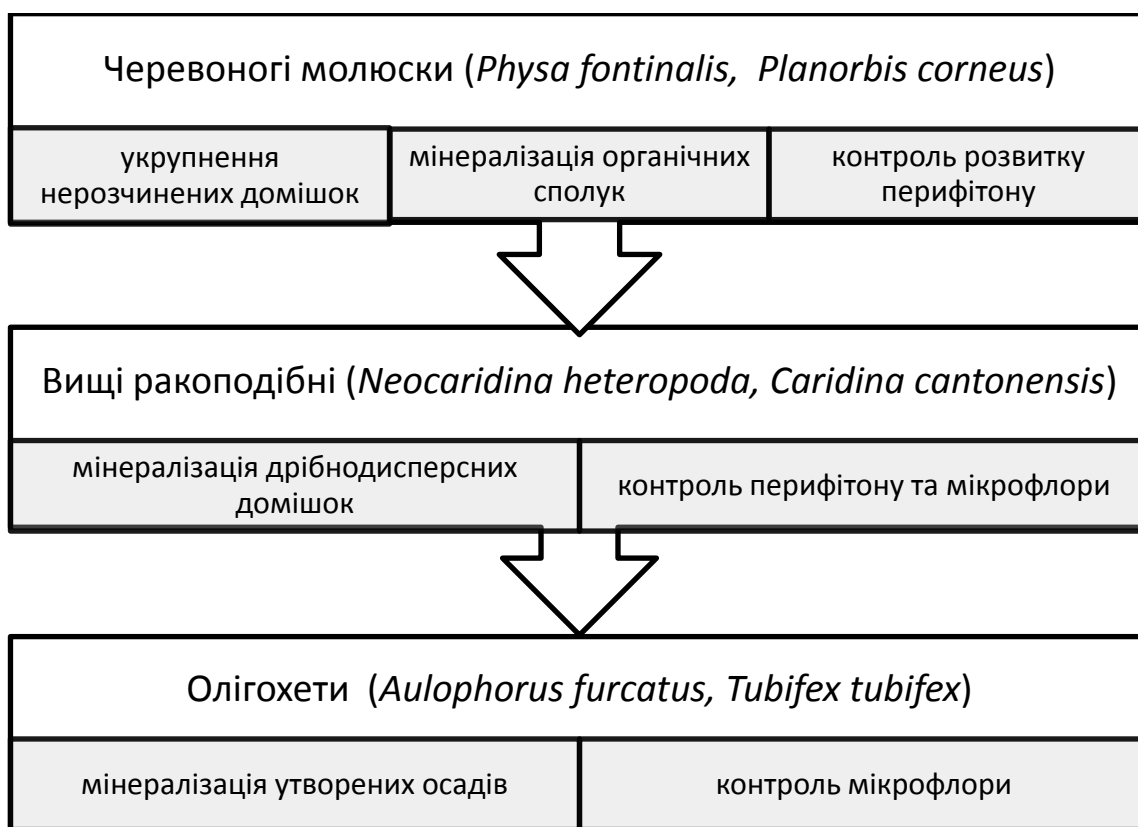 Черевоногі молюски (Physa fontinalis, Planorbis corneus)
укрупнення
нерозчинених домішок
мінералізація органічних
сполук
контроль розвитку
перифітону
Вищі ракоподібні (Neocaridina heteropoda, Caridina cantonensis)
мінералізація дрібнодисперсних
домішок
контроль перифітону та мікрофлори
Олігохети (Aulophorus furcatus, Tubifex tubifex)
мінералізація утворених осадів
контроль мікрофлори